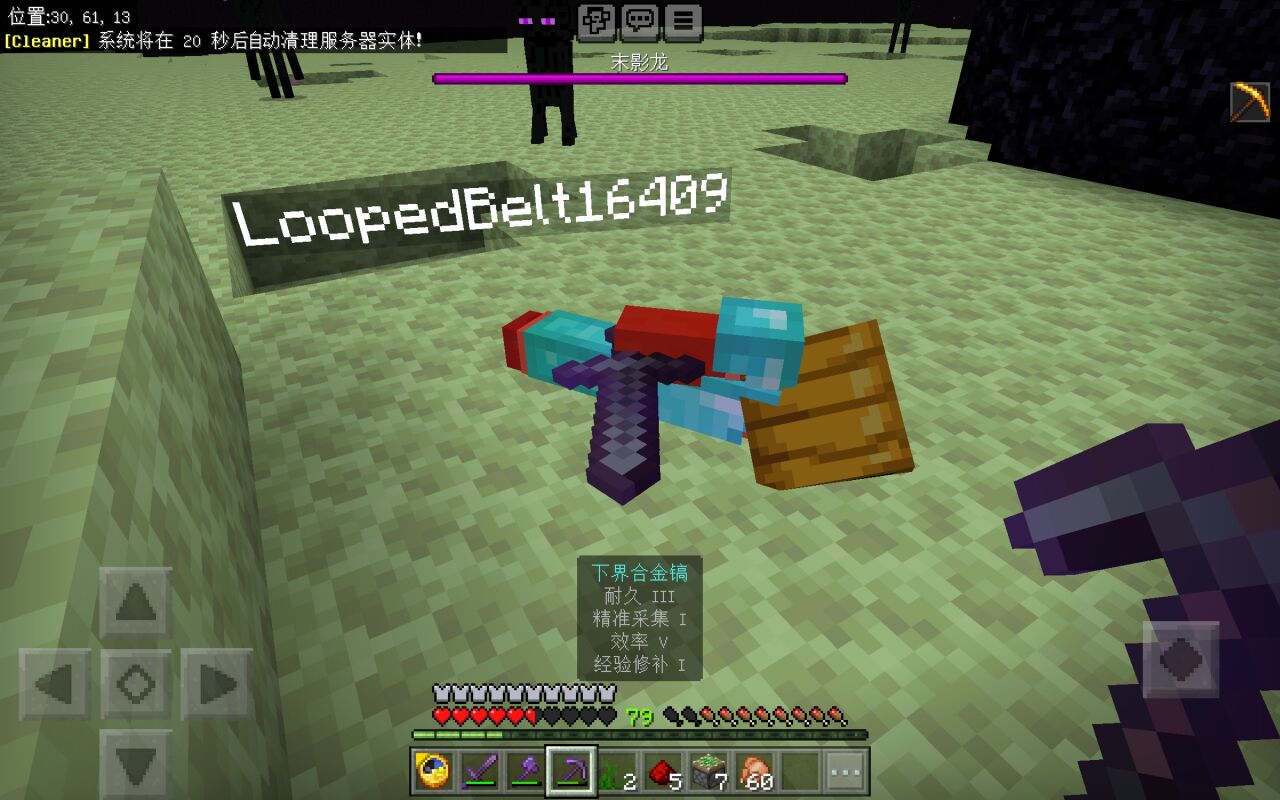 位置:30, 61, 13
[Cleaner] 系统将在 20 秒后自动清理服务器实体!
末影龙
LoopedBelt16409
下界合金镐
耐久 III
精准采集 I
效率 V
经验修补 I
79
2
5
7
60